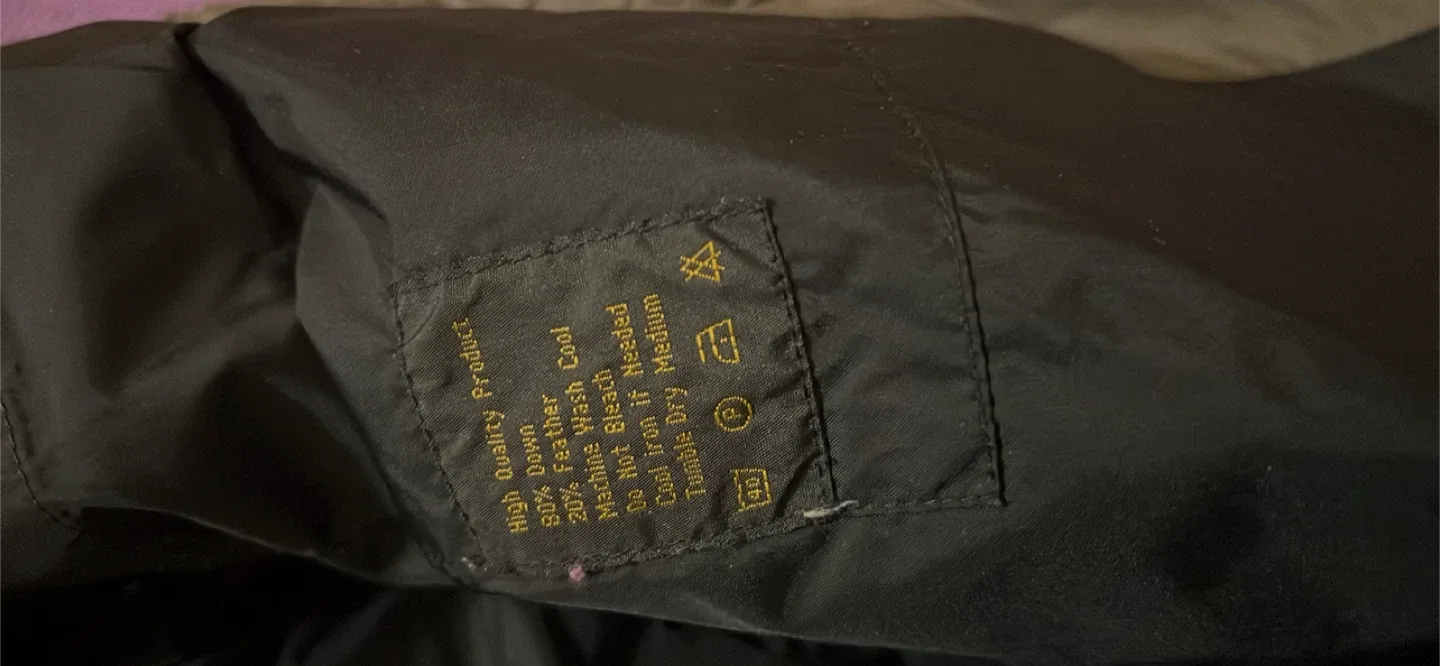 High Quality Product
80% Down
20% Feather
Machine Wash Cool
Do Not Bleach
Cool iron if Needed
Tumble Dry Medium
40 P